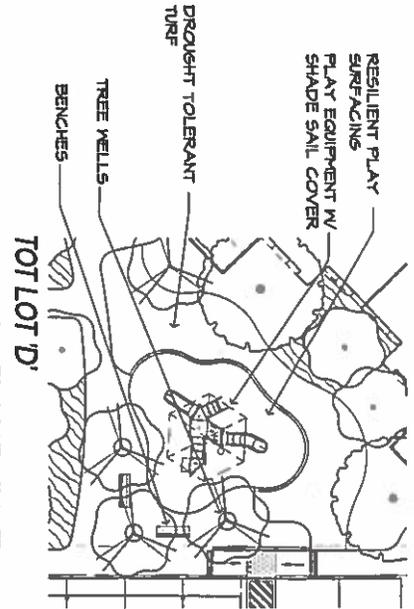 RESILIENT PLAY
SURFACING
PLAY EQUIPMENT W/
SHADE SAIL COVER
DROUGHT TOLERANT
TURF
TREE WELLS
BENCHES
TOT LOT 'D'